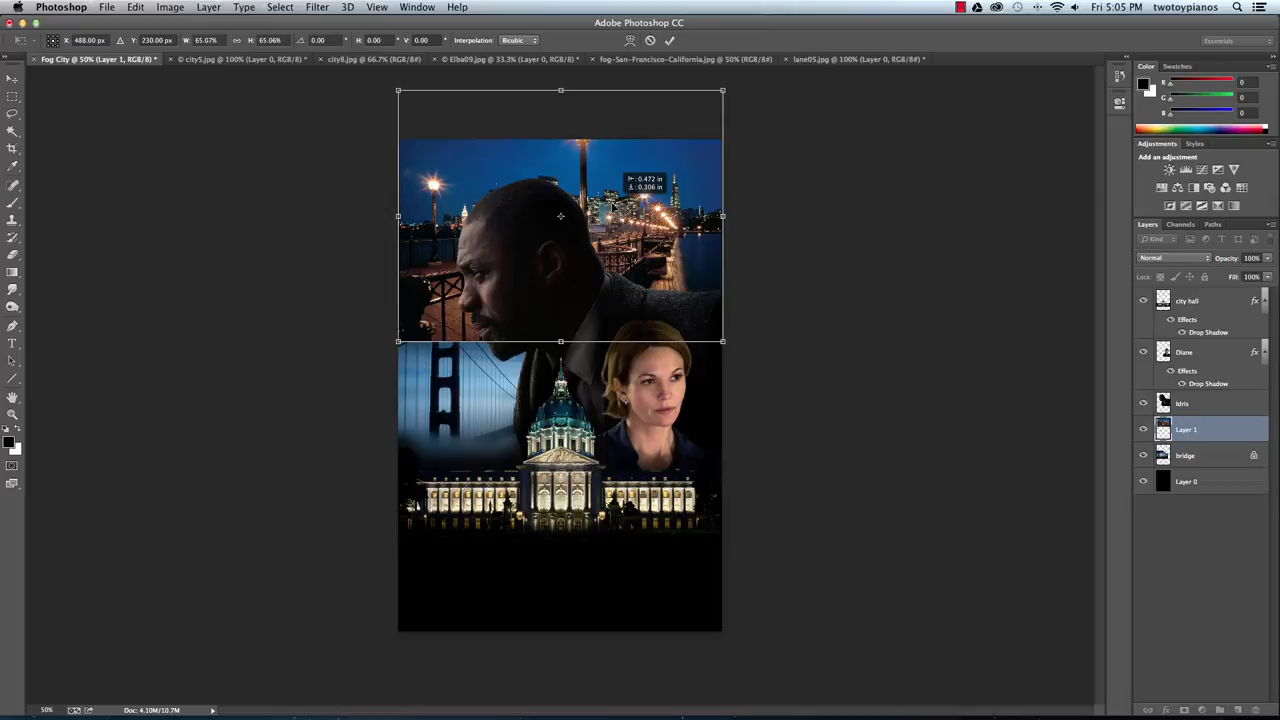 Photoshop File Edit Image Layer Type Select Filter 3D View Window Help Fri 5:05 PM twotoypianos
Adobe Photoshop CC
X: 488.00 px Y: 230.00 px W: 65.07% H: 65.06% 0.00 ° H: 0.00 ° V: 0.00 ° Interpolation: Bicubic Essentials
× Fog City @ 50% (Layer 1, RGB/8) * × © city5.jpg @ 100% (Layer 0, RGB/8) * × city8.jpg @ 66.7% (RGB/8#) × © Elba09.jpg @ 33.3% (Layer 0, RGB/8) * × fog-San-Francisco-California.jpg @ 50% (RGB/8#) × lane05.jpg @ 100% (Layer 0, RGB/8#) *
Color Swatches
R 0
G 0
B 0
Adjustments Styles
Add an adjustment
0.472 in
0.306 in
Layers Channels Paths
Kind
Normal Opacity: 100%
Lock: Fill: 100%
city hall fx
Effects
Drop Shadow
Diane fx
Effects
Drop Shadow
Idris
Layer 1
bridge
Layer 0
50% Doc: 4.10M/10.7M